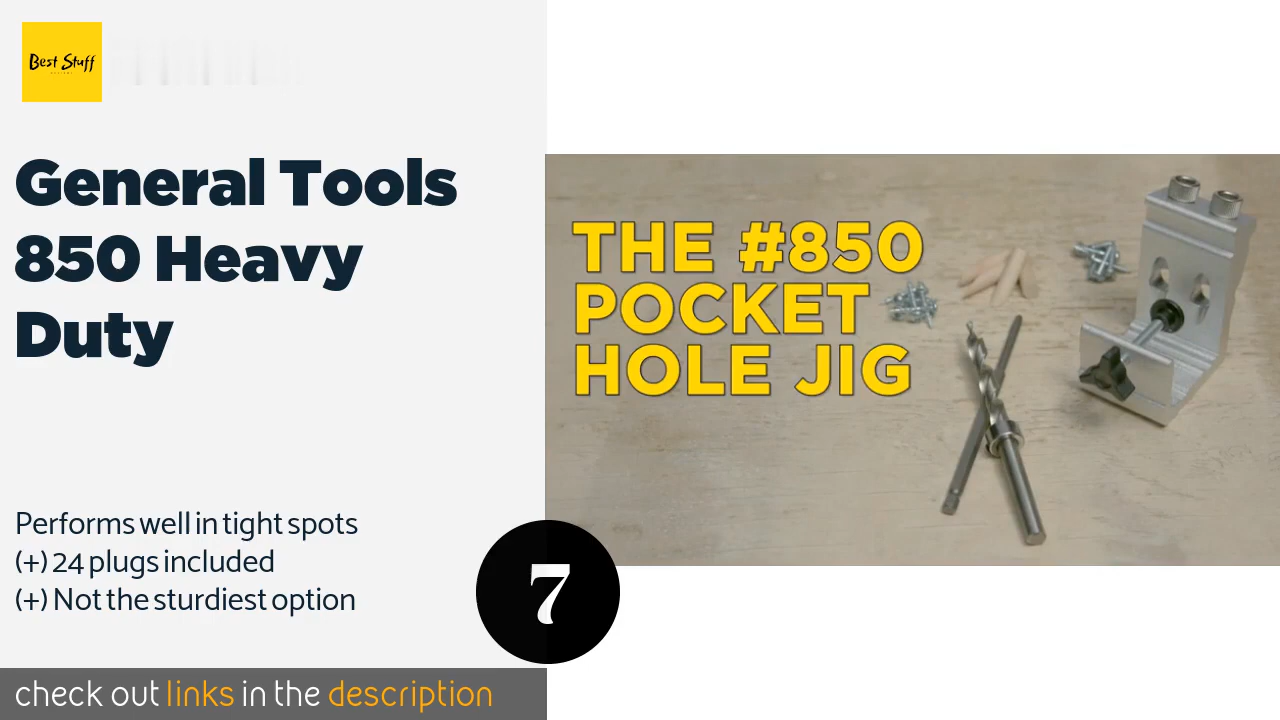 Best Stuff
General Tools
850 Heavy
Duty
THE #850
POCKET
HOLE JIG
Performs well in tight spots
(+) 24 plugs included
(+) Not the sturdiest option
7
check out links in the description